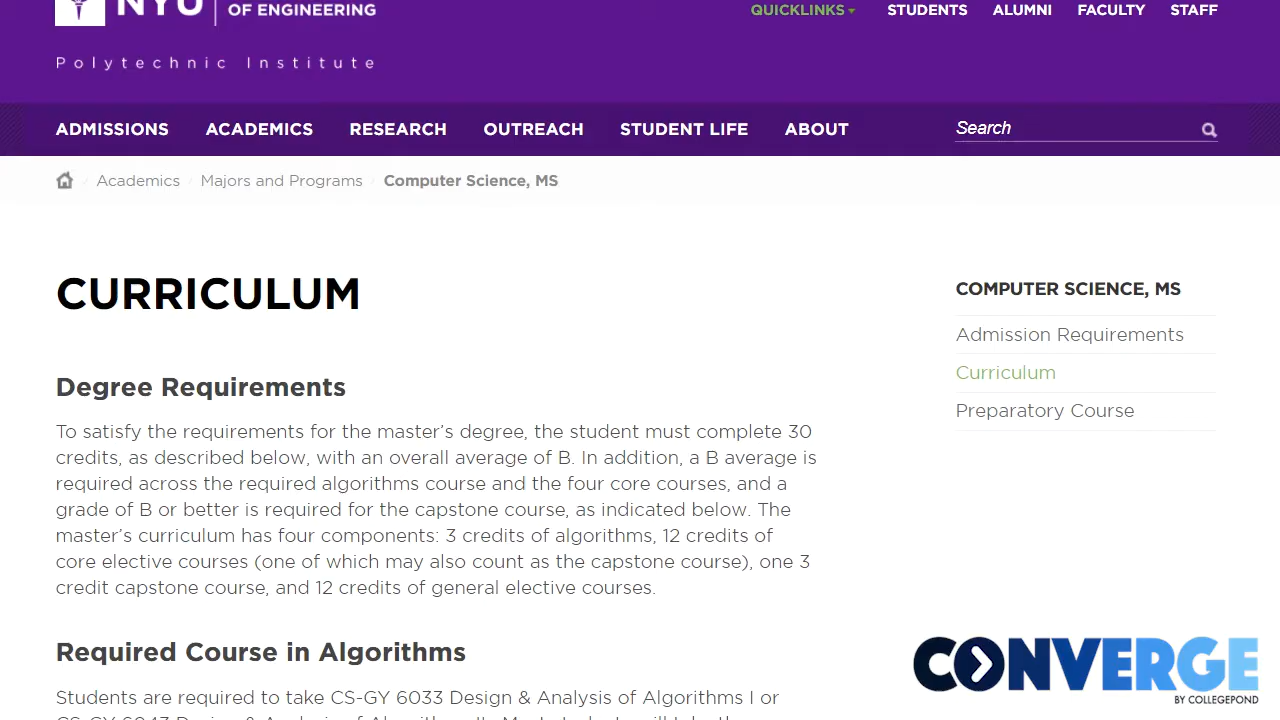 NYU OF ENGINEERING
QUICKLINKS STUDENTS ALUMNI FACULTY STAFF
Polytechnic Institute
ADMISSIONS ACADEMICS RESEARCH OUTREACH STUDENT LIFE ABOUT Search
/ Academics / Majors and Programs / Computer Science, MS
CURRICULUM
Degree Requirements
To satisfy the requirements for the master's degree, the student must complete 30
credits, as described below, with an overall average of B. In addition, a B average is
required across the required algorithms course and the four core courses, and a
grade of B or better is required for the capstone course, as indicated below. The
master's curriculum has four components: 3 credits of algorithms, 12 credits of
core elective courses (one of which may also count as the capstone course), one 3
credit capstone course, and 12 credits of general elective courses.
Required Course in Algorithms
Students are required to take CS-GY 6033 Design & Analysis of Algorithms I or
COMPUTER SCIENCE, MS
Admission Requirements
Curriculum
Preparatory Course
CONVERGE
BY COLLEGEPOND